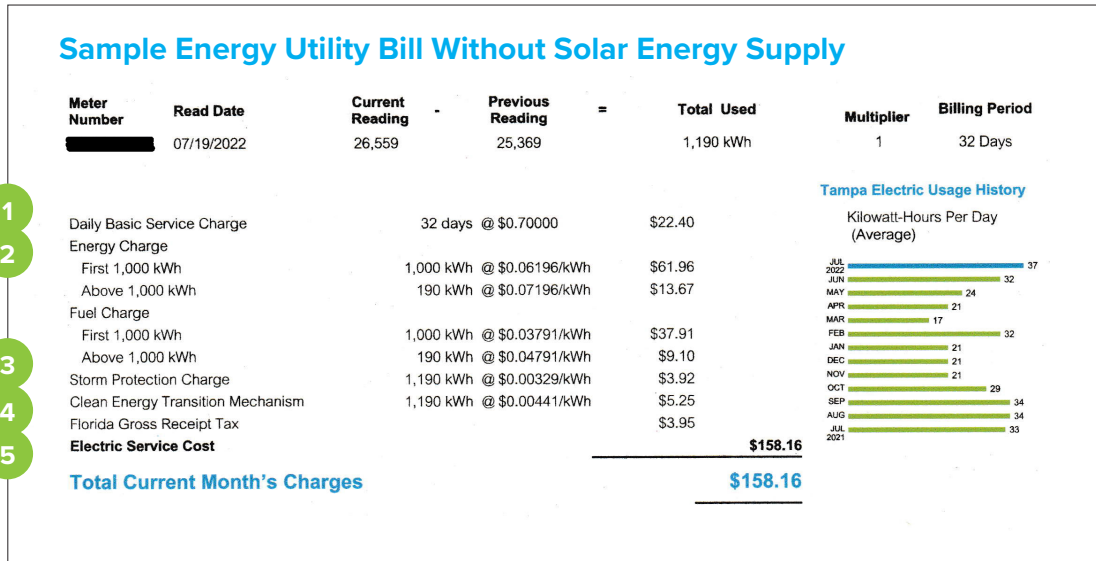 Sample Energy Utility Bill Without Solar Energy Supply
Meter Number Read Date Current Reading - Previous Reading = Total Used Multiplier Billing Period
07/19/2022 26,559 25,369 1,190 kWh 1 32 Days
Tampa Electric Usage History
Kilowatt-Hours Per Day
(Average)
1
Daily Basic Service Charge 32 days @ $0.70000 $22.40
2
Energy Charge
First 1,000 kWh 1,000 kWh @ $0.06196/kWh $61.96
Above 1,000 kWh 190 kWh @ $0.07196/kWh $13.67
Fuel Charge
First 1,000 kWh 1,000 kWh @ $0.03791/kWh $37.91
3
Above 1,000 kWh 190 kWh @ $0.04791/kWh $9.10
Storm Protection Charge 1,190 kWh @ $0.00329/kWh $3.92
4
Clean Energy Transition Mechanism 1,190 kWh @ $0.00441/kWh $5.25
Florida Gross Receipt Tax $3.95
5
Electric Service Cost $158.16
Total Current Month's Charges $158.16
JUL 2022 37
JUN 32
MAY 24
APR 21
MAR 17
FEB 32
JAN 21
DEC 21
NOV 21
OCT 29
SEP 34
AUG 34
JUL 2021 33